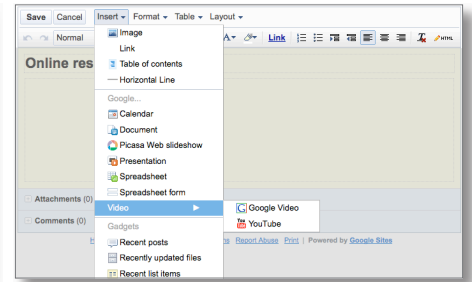 Save Cancel Insert Format Table Layout
Normal A Link HTML
Online res
Image
Link
Table of contents
Horizontal Line
Google...
Calendar
Document
Picasa Web slideshow
Presentation
Spreadsheet
Spreadsheet form
Attachments (0)
Video Google Video
YouTube
Comments (0)
Gadgets
Report Abuse Print | Powered by Google Sites
Recent posts
Recently updated files
Recent list items